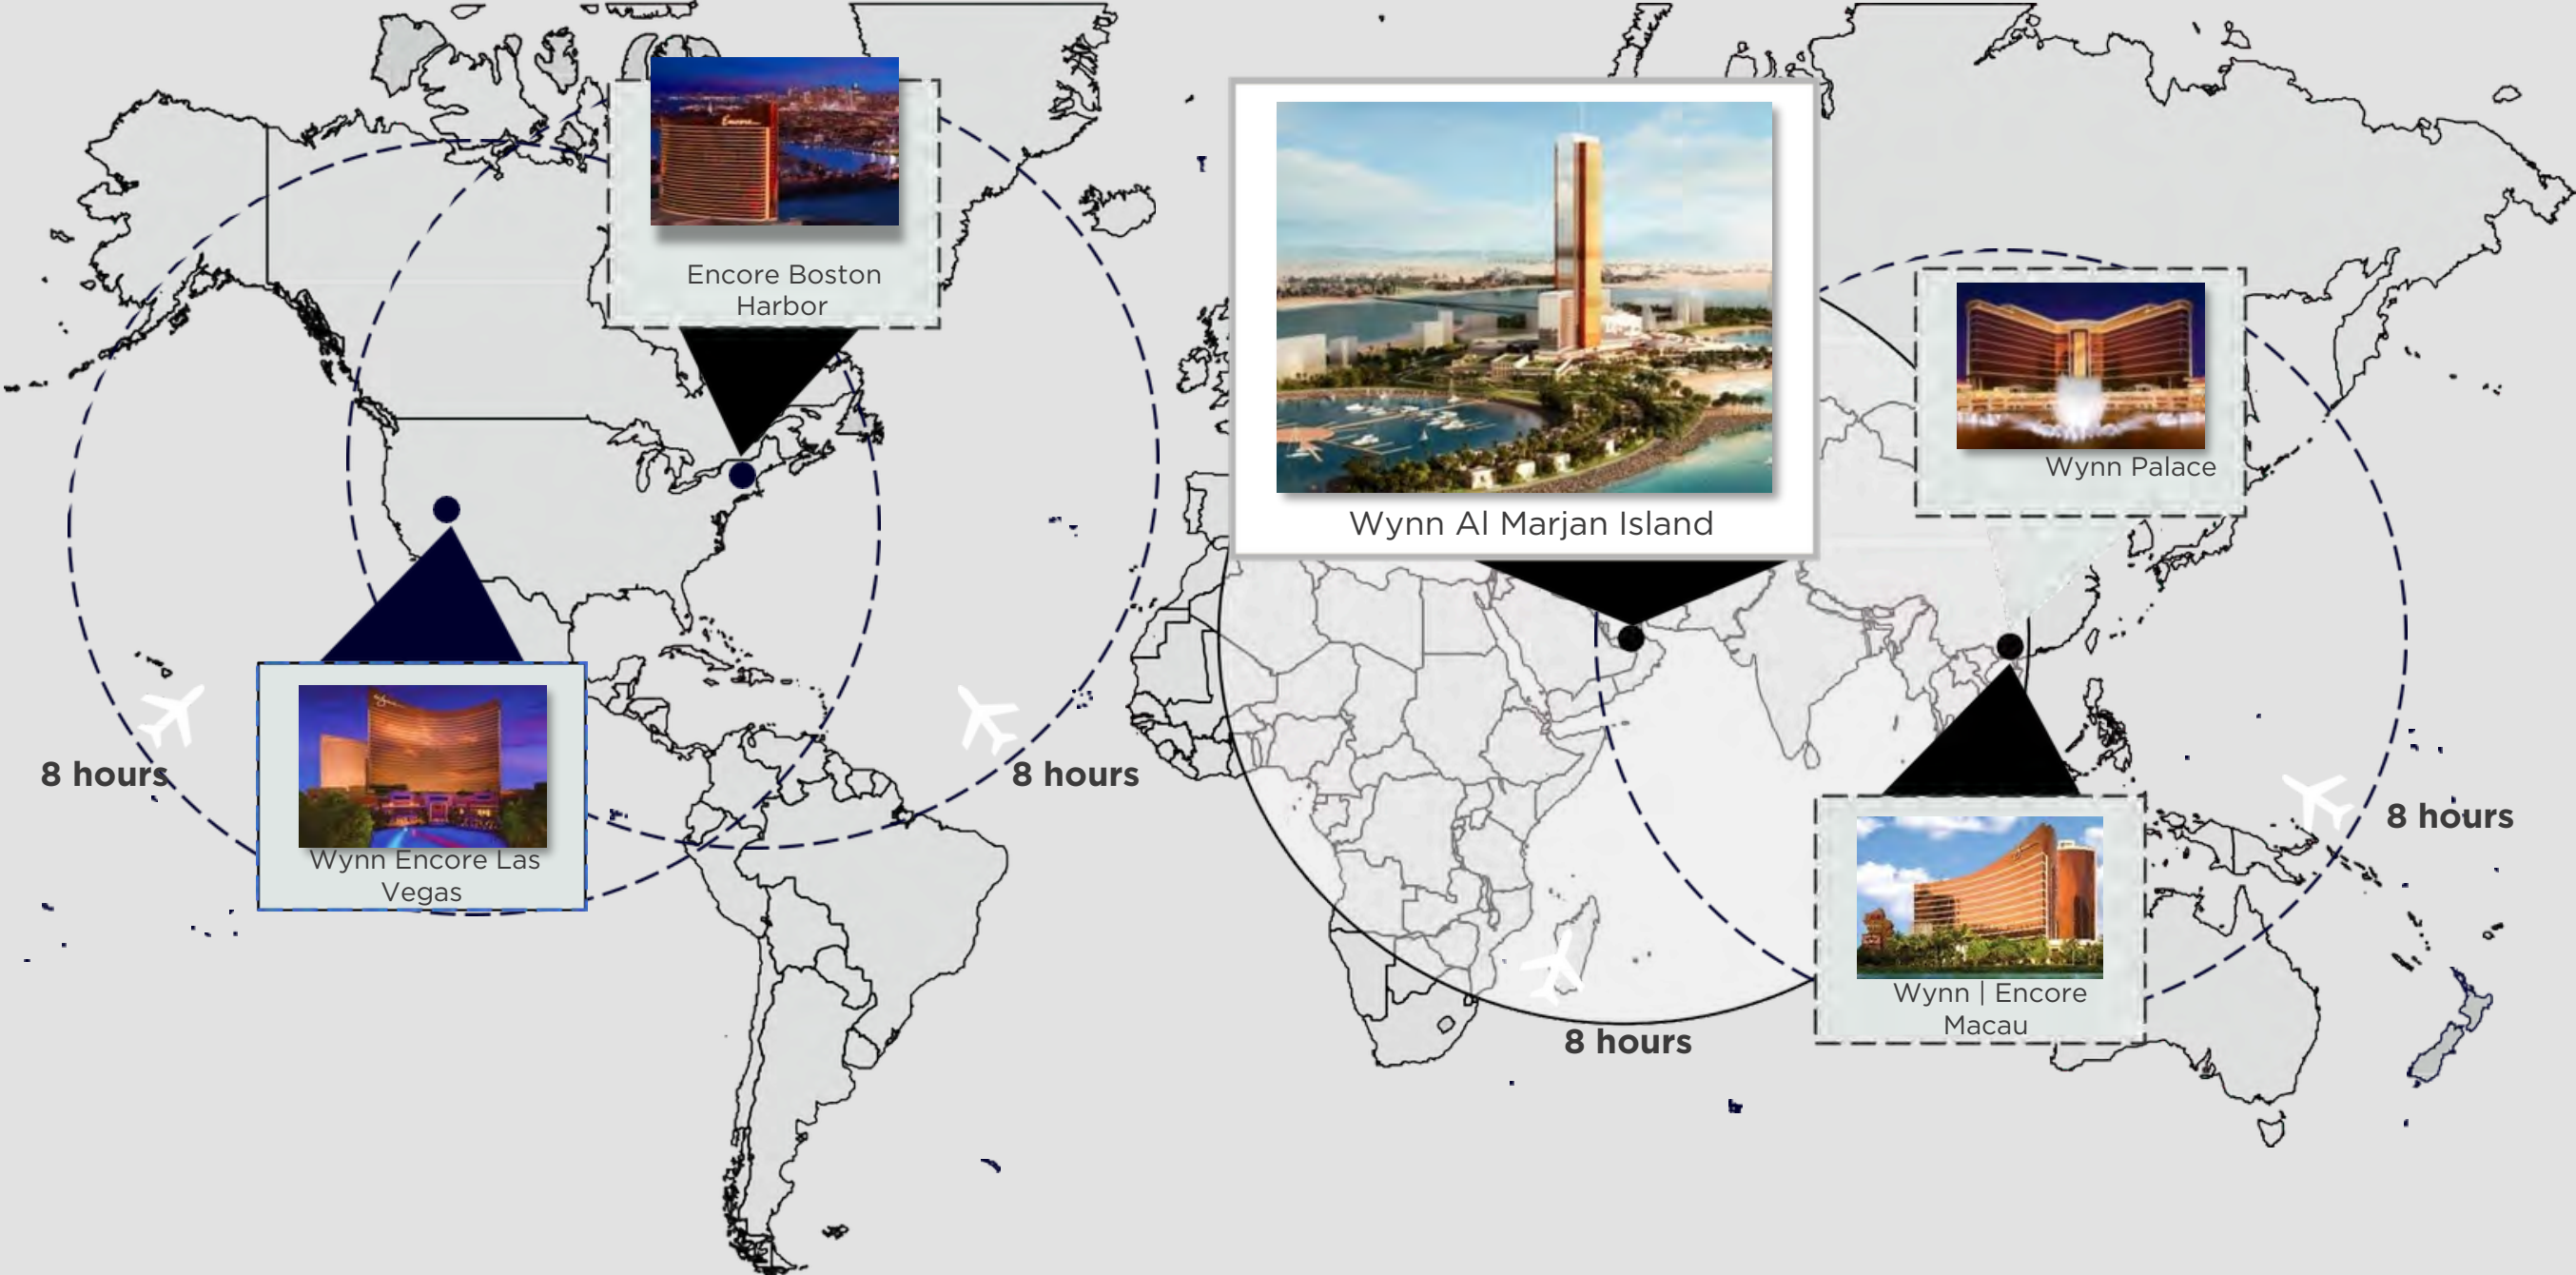 Encore
Encore Boston
Harbor
Wynn Al Marjan Island
Wynn Palace
8 hours
Wynn Encore Las
Vegas
8 hours
8 hours
Wynn | Encore
Macau
8 hours